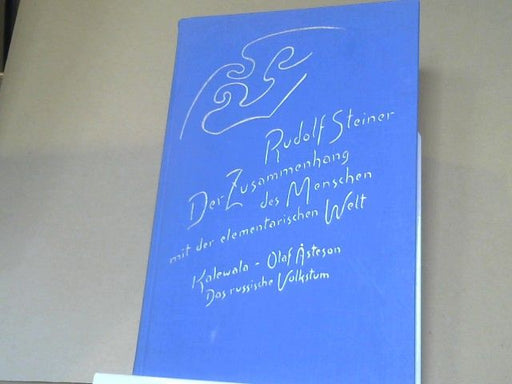 Rudolf Steiner
Der Zusammenhang
des Menschen
mit der elementarischen Welt
Kalewala - Olaf Åsteson
Das russische Volkstum